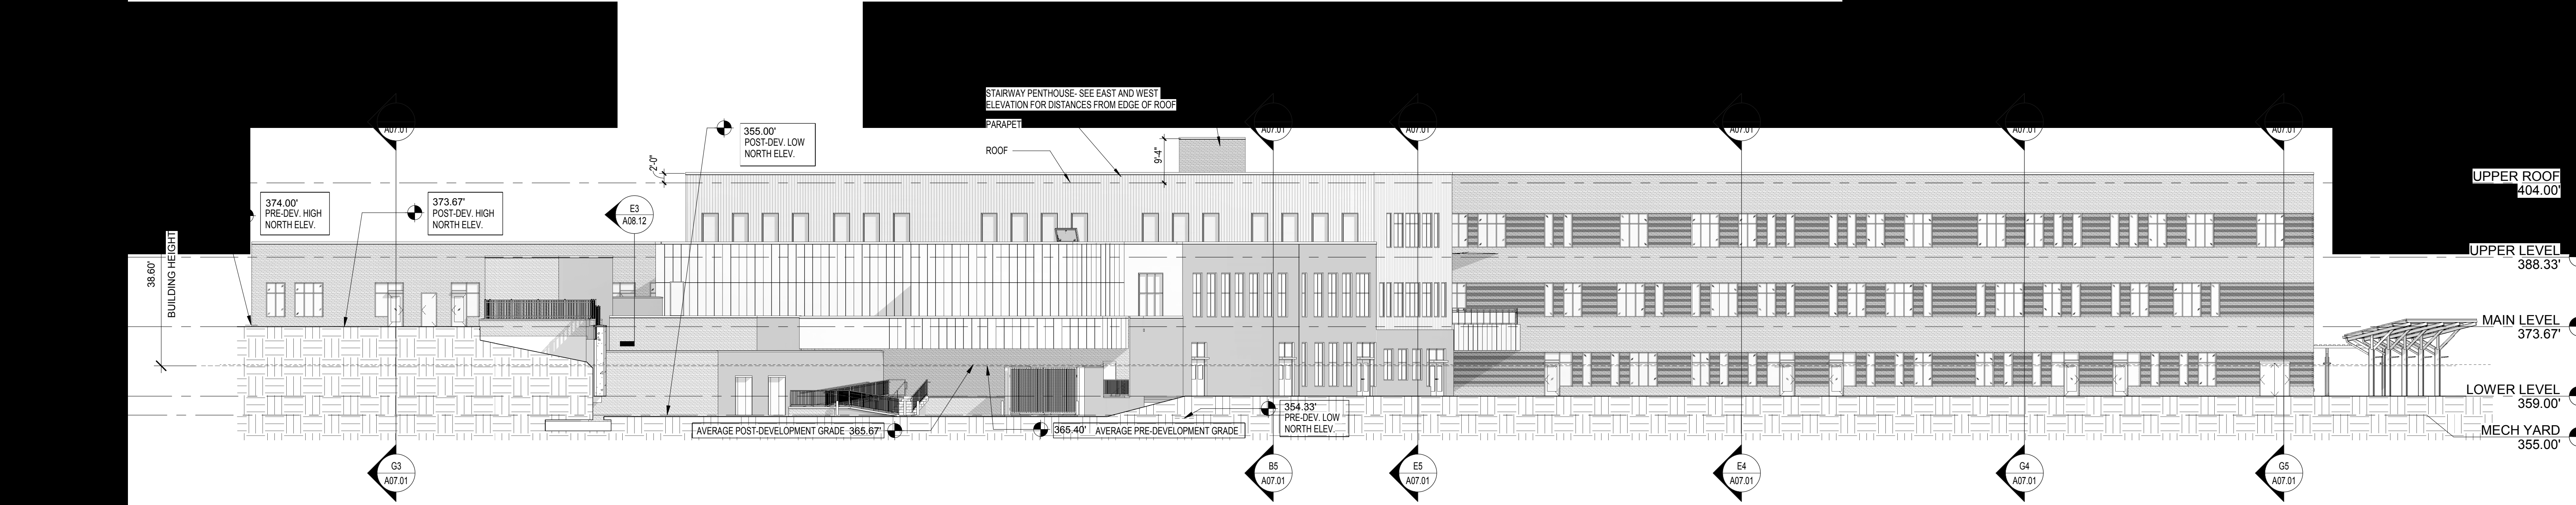 STAIRWAY PENTHOUSE- SEE EAST AND WEST
ELEVATION FOR DISTANCES FROM EDGE OF ROOF
PARAPET
ROOF
A07.01
A07.01
A07.01
A07.01
A07.01
A07.01
355.00'
POST-DEV. LOW
NORTH ELEV.
2'-0"
9'-4"
374.00'
PRE-DEV. HIGH
NORTH ELEV.
373.67'
POST-DEV. HIGH
NORTH ELEV.
E3
A08.12
38.60'
BUILDING HEIGHT
UPPER ROOF
404.00'
UPPER LEVEL
388.33'
MAIN LEVEL
373.67'
LOWER LEVEL
359.00'
MECH YARD
355.00'
354.33'
PRE-DEV. LOW
NORTH ELEV.
AVERAGE POST-DEVELOPMENT GRADE 365.67'
365.40' AVERAGE PRE-DEVELOPMENT GRADE
G3
A07.01
B5
A07.01
E5
A07.01
E4
A07.01
G4
A07.01
G5
A07.01